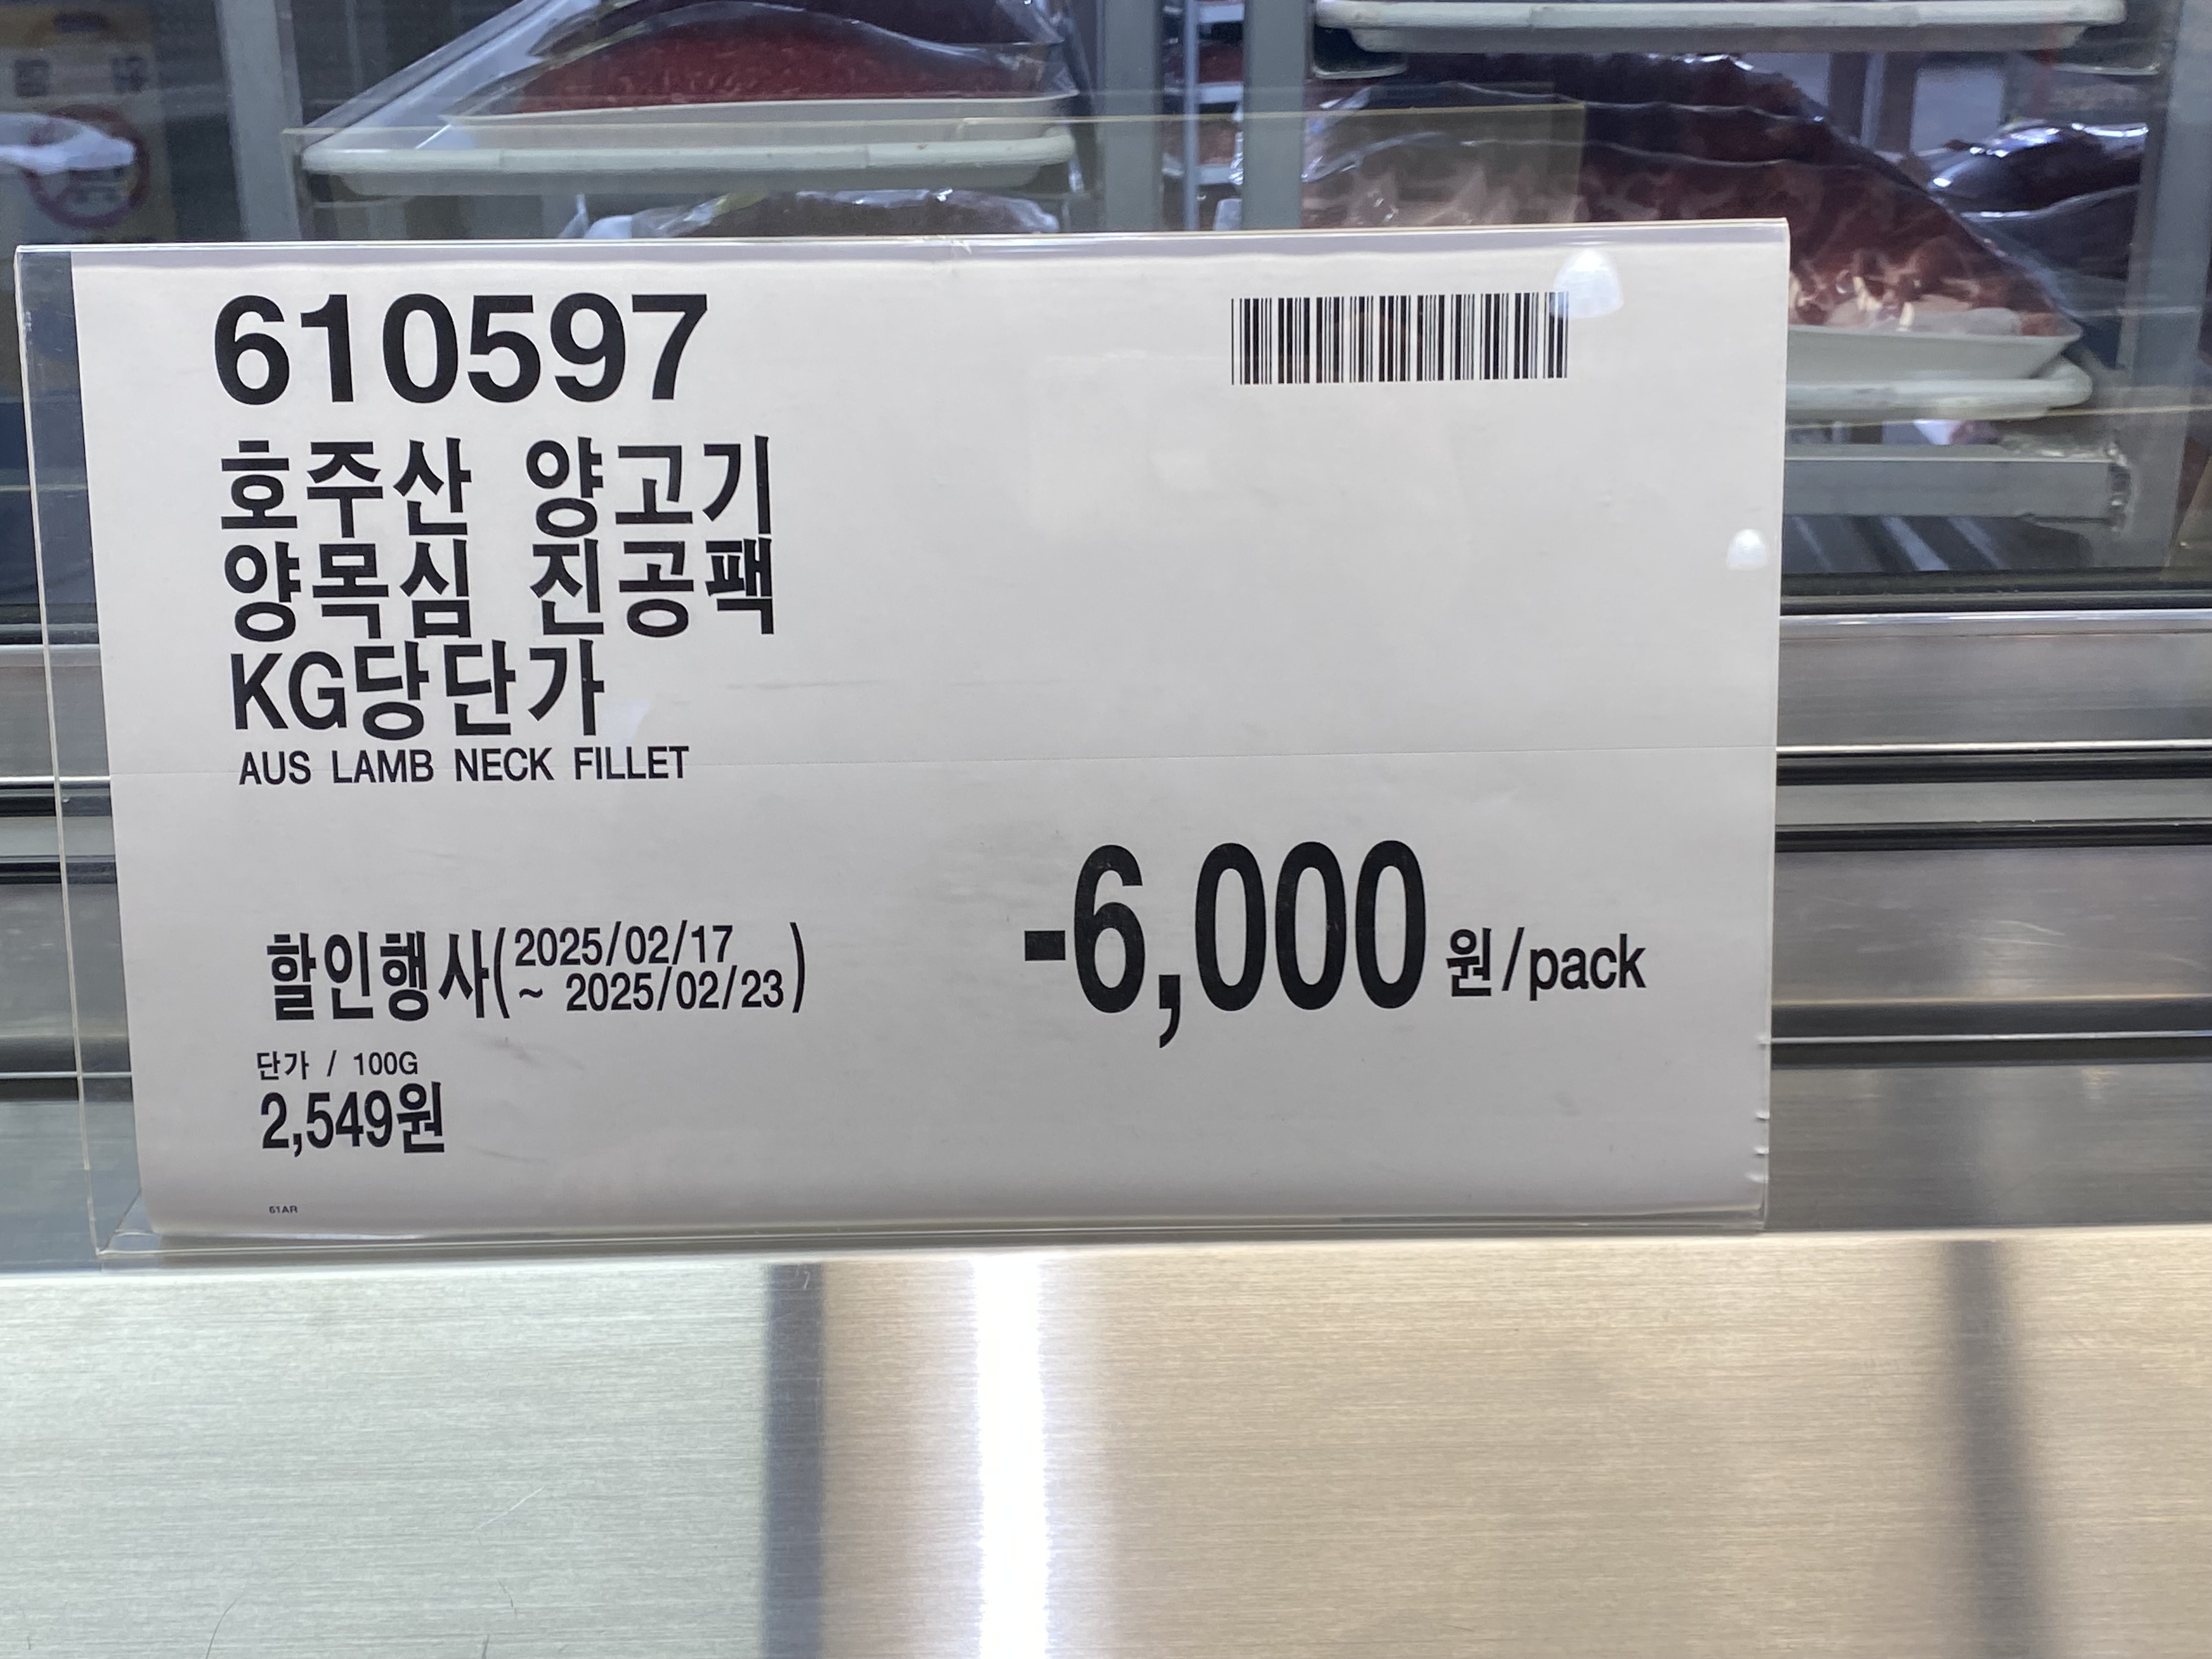 610597
호주산 양고기
양목심 진공팩
KG당단가
AUS LAMB NECK FILLET
할인행사(2025/02/17
~ 2025/02/23)
-6,000원/pack
단가 / 100G
2,549원
61AR